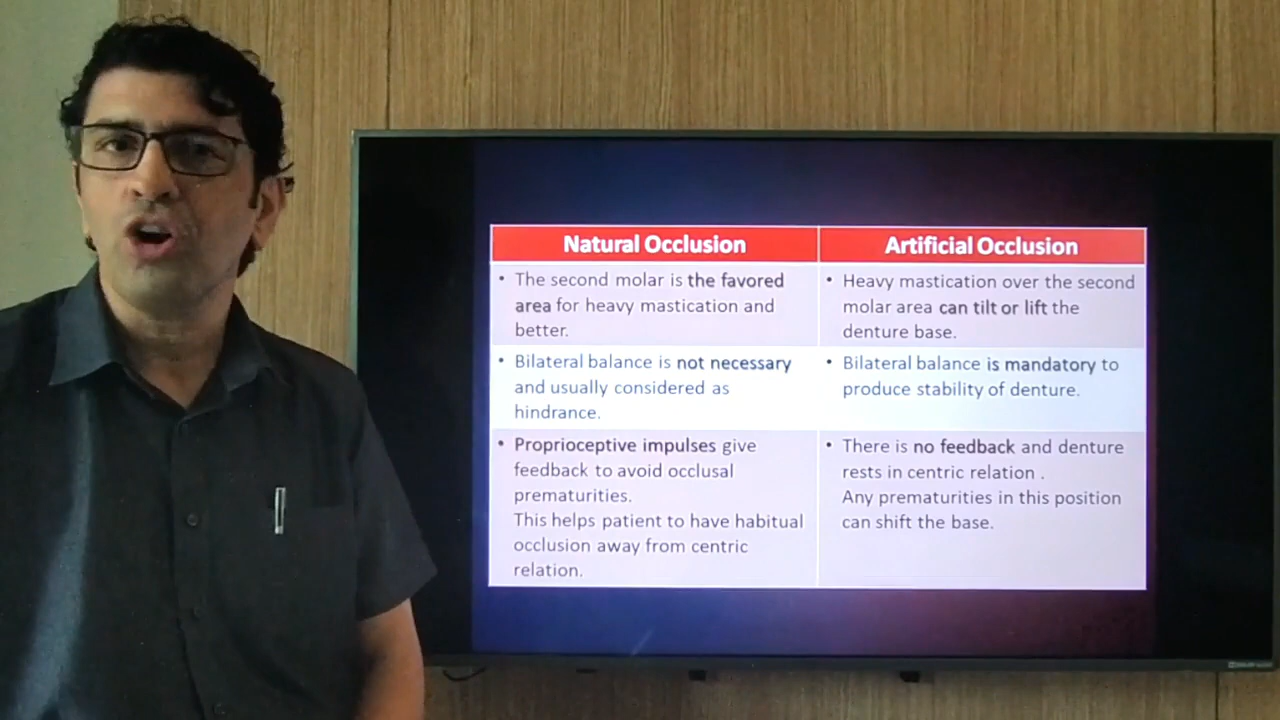 Natural Occlusion
Artificial Occlusion
• The second molar is the favored
area for heavy mastication and
better.
• Heavy mastication over the second
molar area can tilt or lift the
denture base.
• Bilateral balance is not necessary
and usually considered as
hindrance.
• Bilateral balance is mandatory to
produce stability of denture.
• Proprioceptive impulses give
feedback to avoid occlusal
prematurities.
This helps patient to have habitual
occlusion away from centric
relation.
• There is no feedback and denture
rests in centric relation .
Any prematurities in this position
can shift the base.